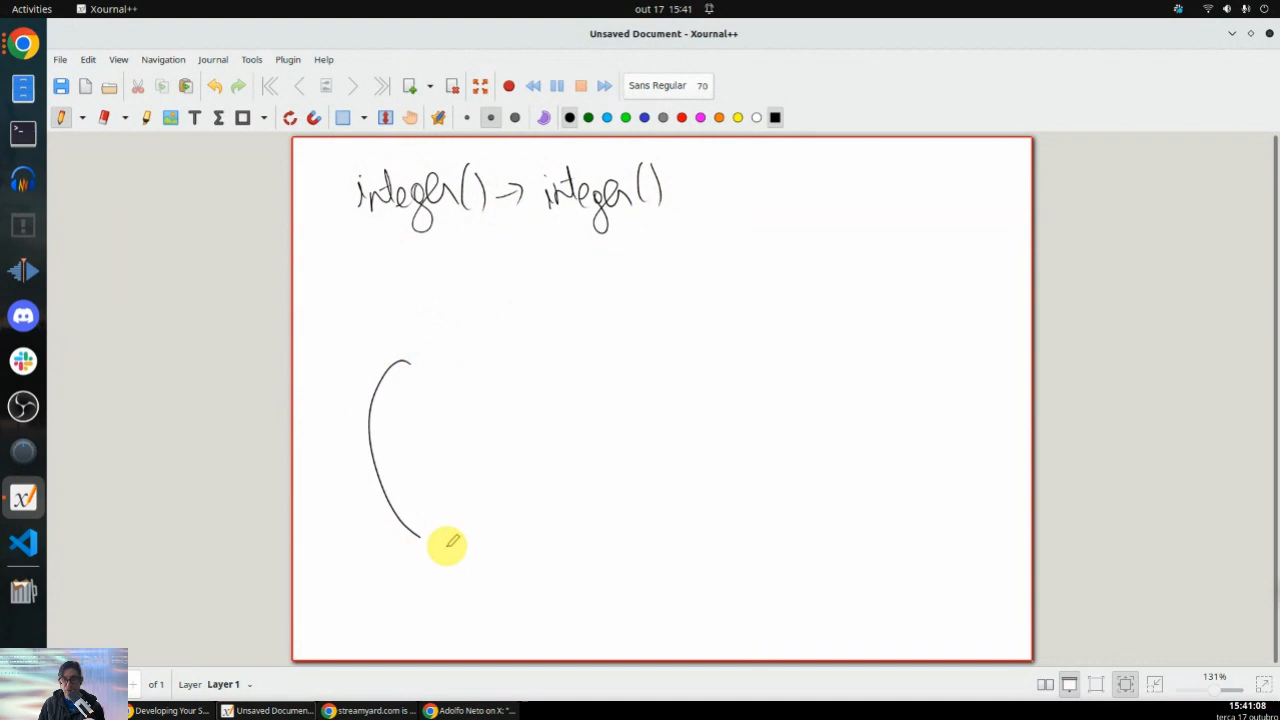 Activities Xournal++ out 17 15:41
Unsaved Document - Xournal++
File Edit View Navigation Journal Tools Plugin Help
Sans Regular 70
integer() -> integer()
of 1 Layer Layer 1 131%
Developing Your S... Unsaved Documen... streamyard.com is ... Adolfo Neto on X: "... 15:41:08
terca 17 outubro